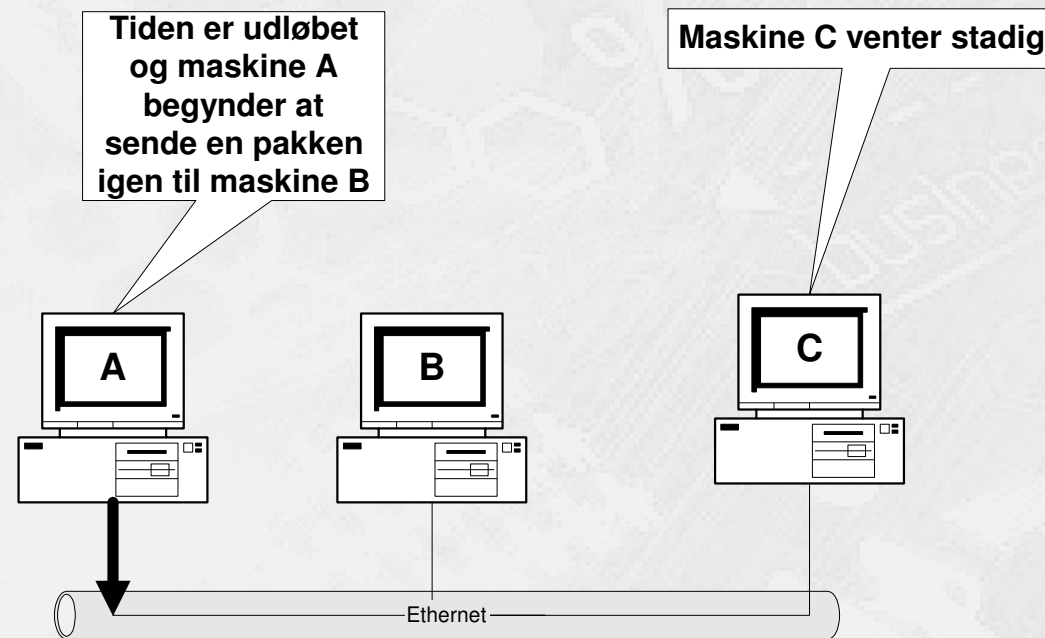 Tiden er udløbet
og maskine A
begynder at
sende en pakken
igen til maskine B
Maskine C venter stadig
A
B
C
Ethernet